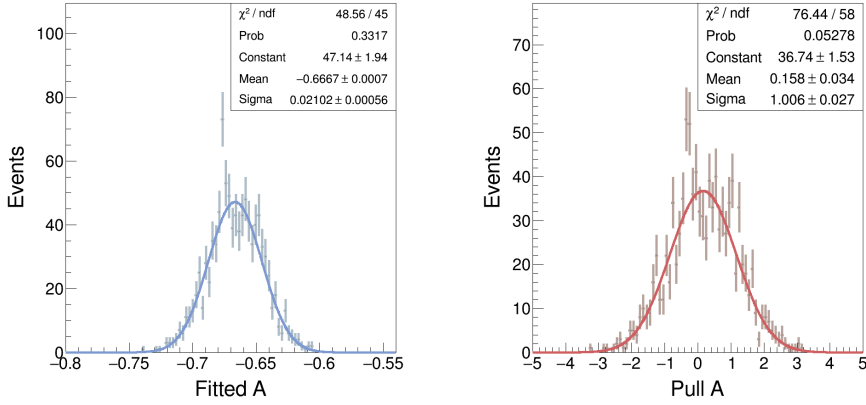 χ² / ndf 48.56 / 45
Prob 0.3317
Constant 47.14 ± 1.94
Mean −0.6667 ± 0.0007
Sigma 0.02102 ± 0.00056
Events
100
80
60
40
20
0
−0.8 −0.75 −0.7 −0.65 −0.6 −0.55
Fitted A
χ² / ndf 76.44 / 58
Prob 0.05278
Constant 36.74 ± 1.53
Mean 0.158 ± 0.034
Sigma 1.006 ± 0.027
Events
70
60
50
40
30
20
10
0
−5 −4 −3 −2 −1 0 1 2 3 4 5
Pull A